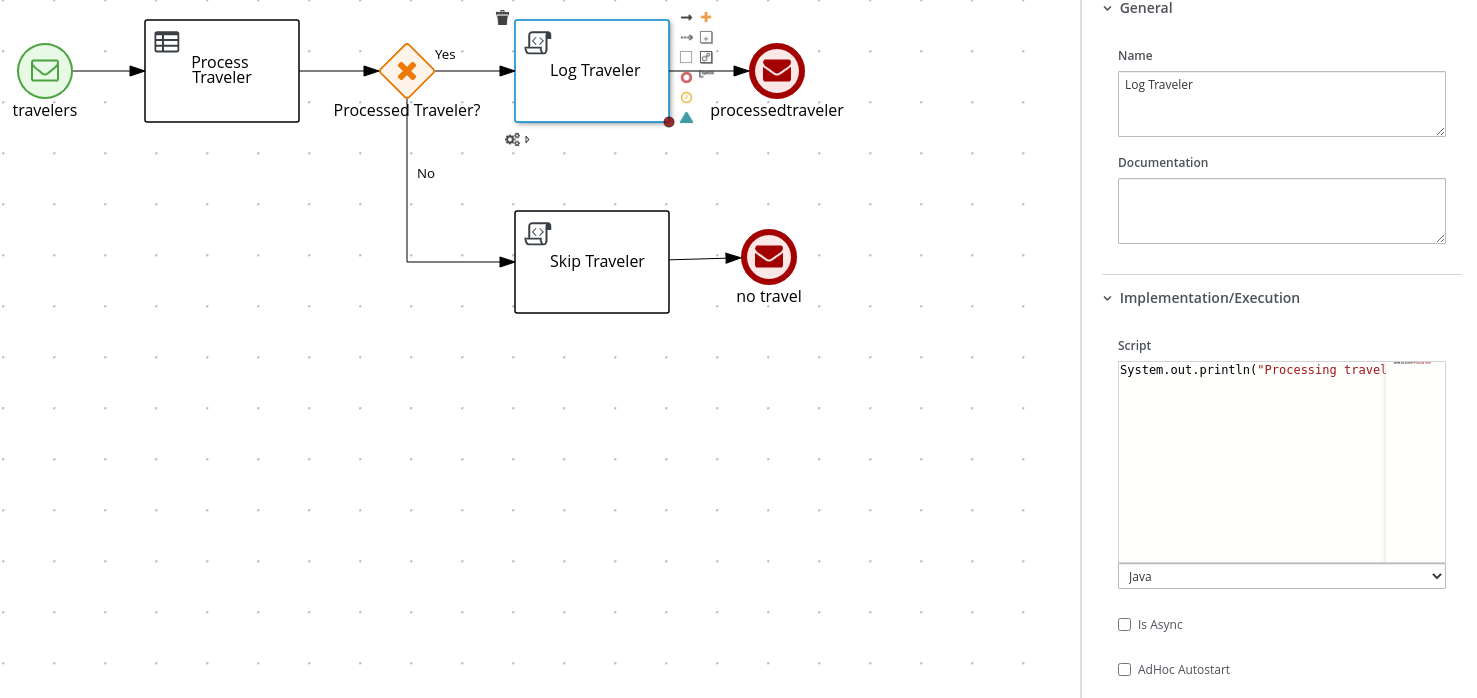 travelers
Process
Traveler
Processed Traveler?
Yes
No
Log Traveler
processedtraveler
Skip Traveler
no travel
General
Name
Log Traveler
Documentation
Implementation/Execution
Script
System.out.println("Processing travel
Java
Is Async
AdHoc Autostart